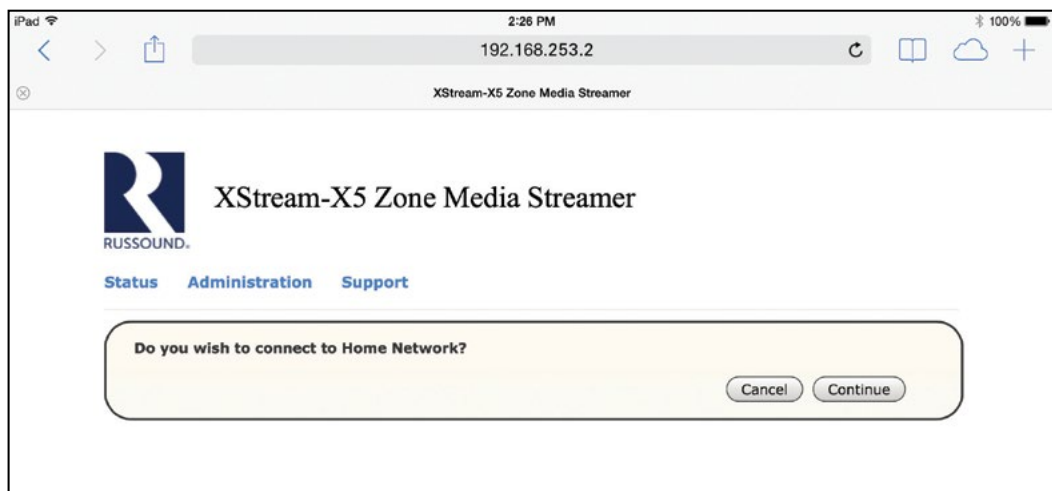 iPad 2:26 PM 100%
192.168.253.2
XStream-X5 Zone Media Streamer
XStream-X5 Zone Media Streamer
RUSSOUND®
Status Administration Support
Do you wish to connect to Home Network?
Cancel Continue